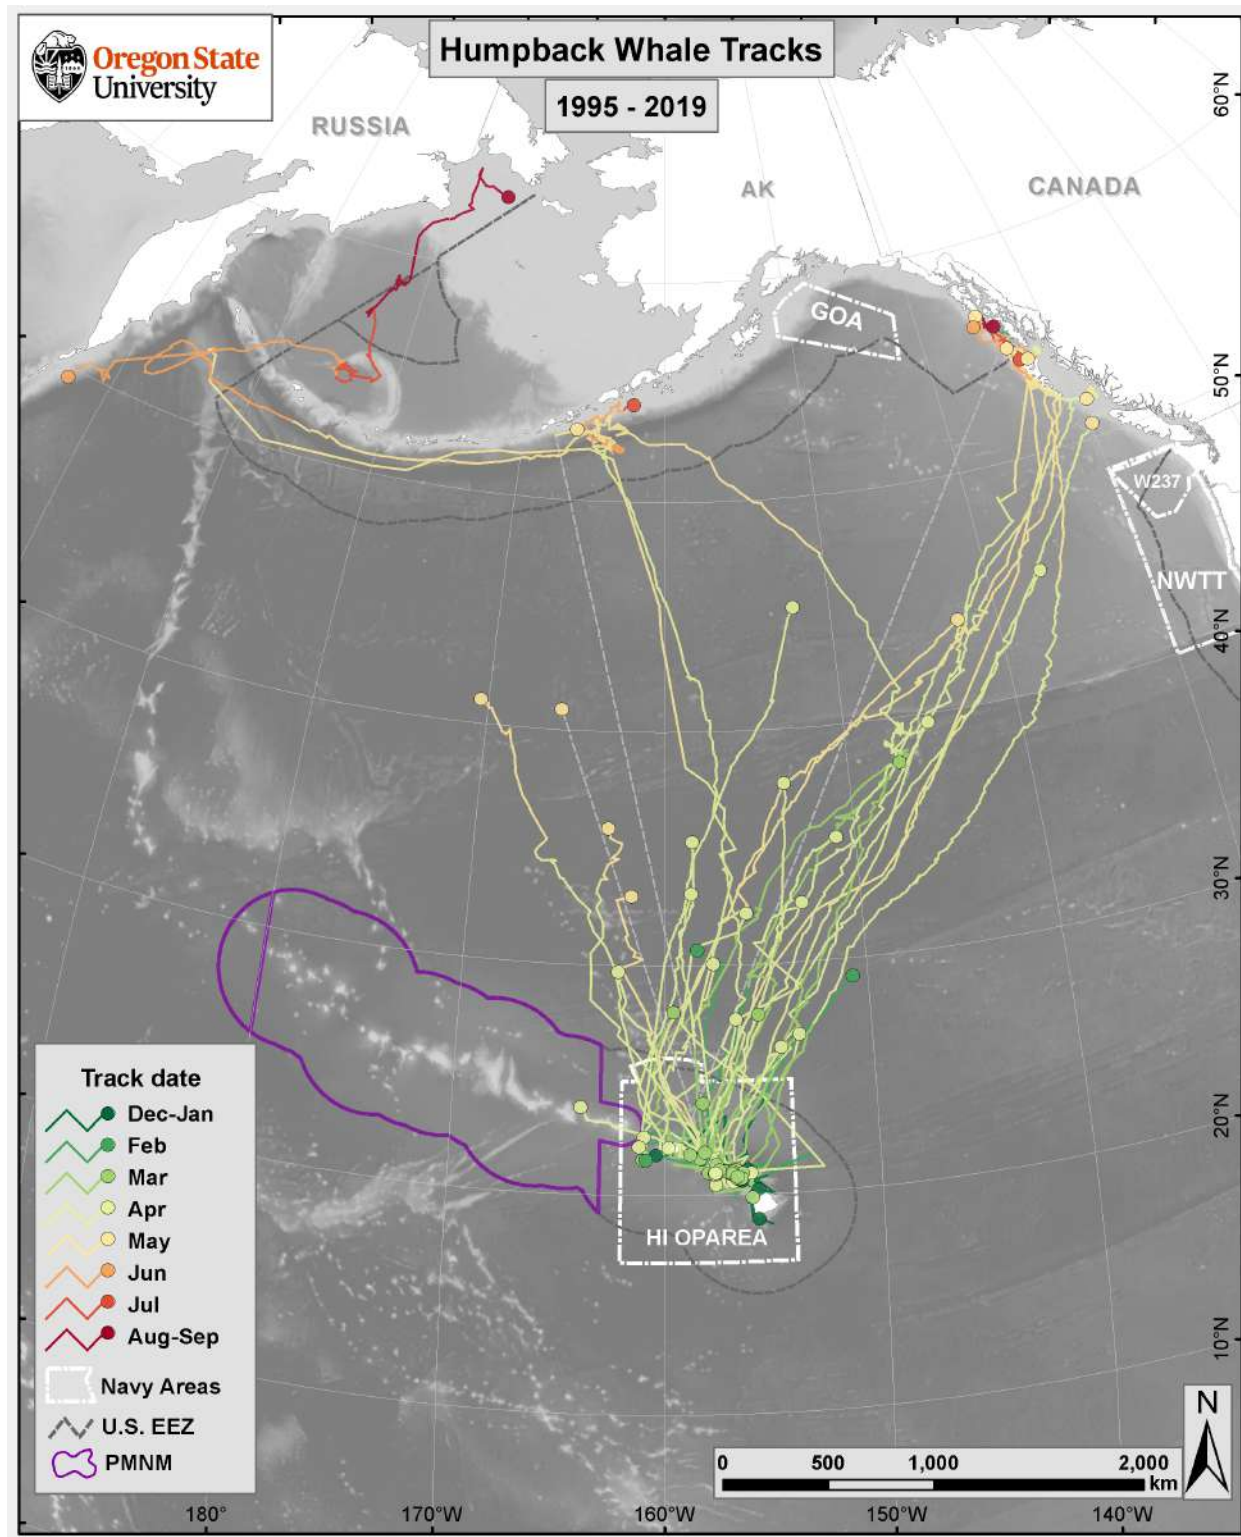 Oregon State
University
Humpback Whale Tracks
1995 - 2019
60°N
RUSSIA
AK
CANADA
GOA
50°N
W237
NWTT
40°N
30°N
20°N
HI OPAREA
10°N
Track date
Dec-Jan
Feb
Mar
Apr
May
Jun
Jul
Aug-Sep
Navy Areas
U.S. EEZ
PMNM
N
0 500 1,000 2,000
km
180° 170°W 160°W 150°W 140°W